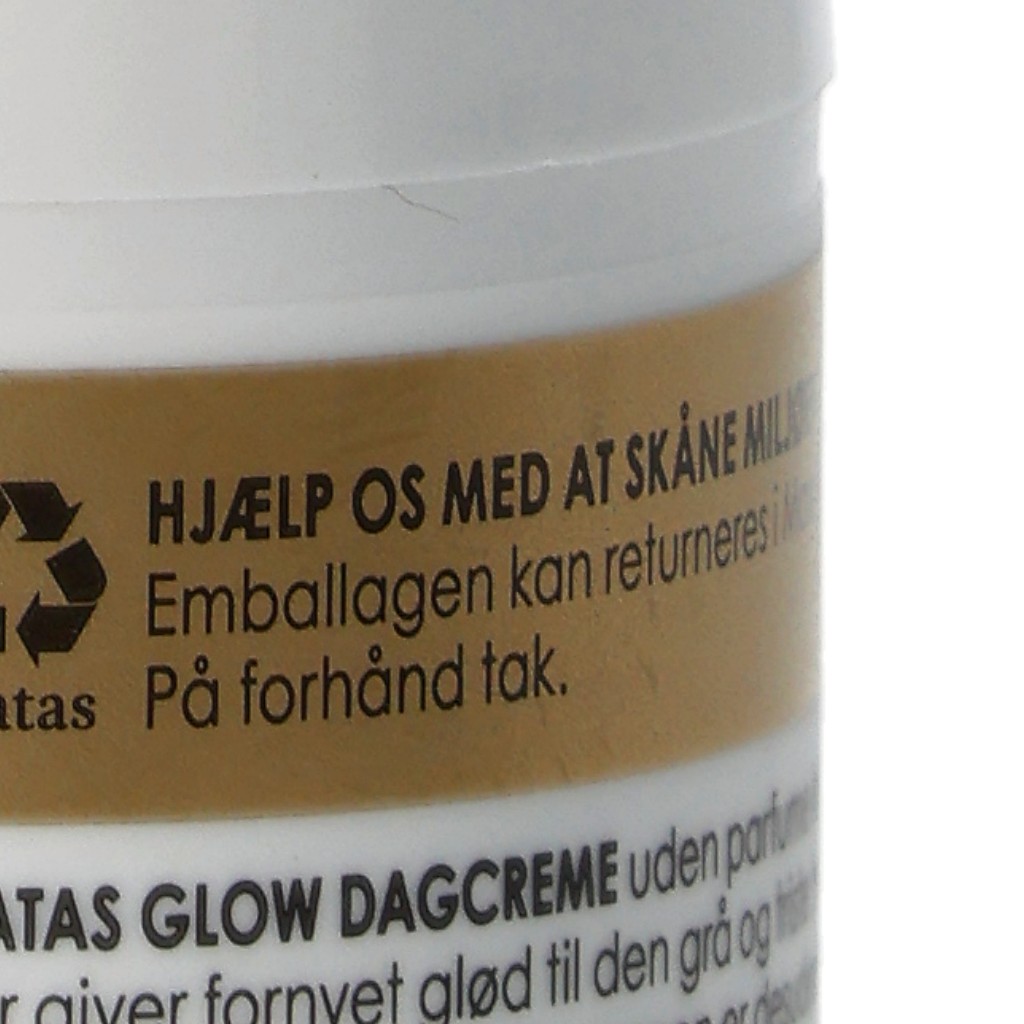 HJÆLP OS MED AT SKÅNE
Emballagen kan returneres i
På forhånd tak.
atas
ATAS GLOW DAGCREME uden parfume
r giver fornyet glød til den grå og